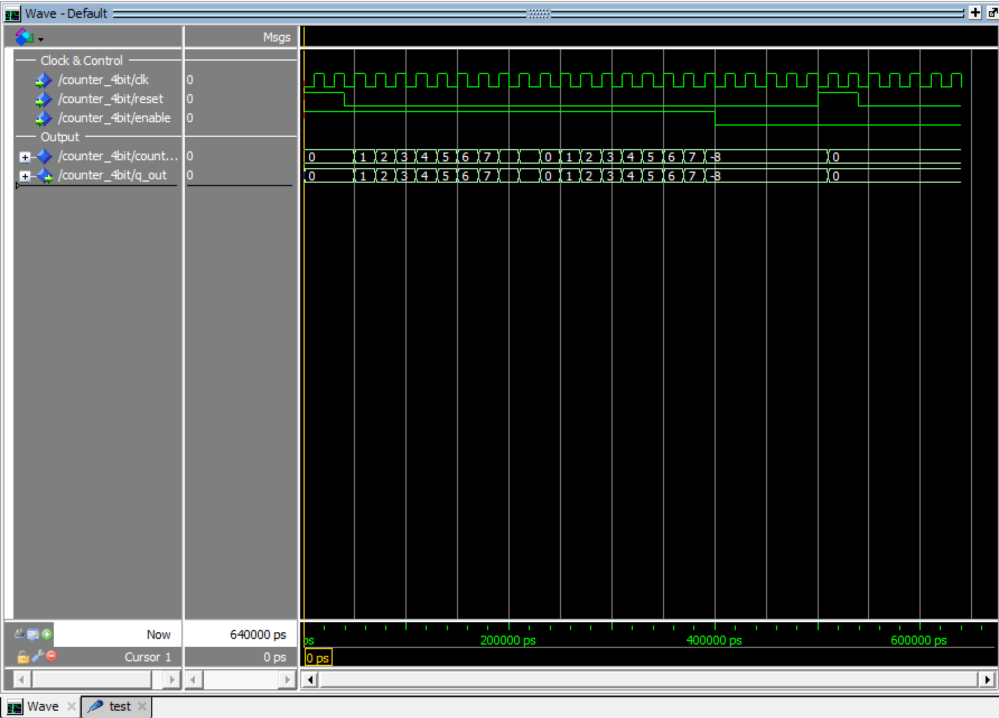 Wave - Default
Msgs
Clock & Control
/counter_4bit/clk 0
/counter_4bit/reset 0
/counter_4bit/enable 0
Output
/counter_4bit/count... 0 0 1 2 3 4 5 6 7 0 1 2 3 4 5 6 7 -8 0
/counter_4bit/q_out 0 0 1 2 3 4 5 6 7 0 1 2 3 4 5 6 7 -8 0
Now 640000 ps ps 200000 ps 400000 ps 600000 ps
Cursor 1 0 ps 0 ps
Wave test